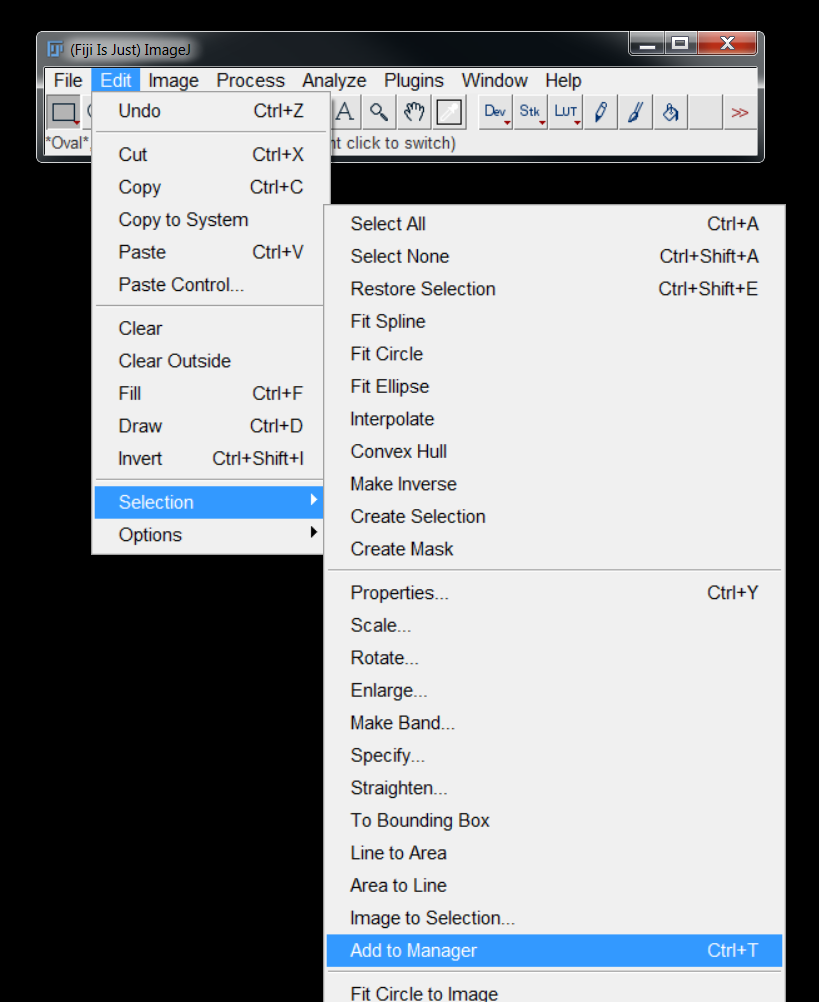 (Fiji Is Just) ImageJ
File Edit Image Process Analyze Plugins Window Help
A Dev Stk LUT >>
*Oval* nt click to switch)
Undo Ctrl+Z
Cut Ctrl+X
Copy Ctrl+C
Copy to System
Paste Ctrl+V
Paste Control...
Clear
Clear Outside
Fill Ctrl+F
Draw Ctrl+D
Invert Ctrl+Shift+I
Selection
Options
Select All Ctrl+A
Select None Ctrl+Shift+A
Restore Selection Ctrl+Shift+E
Fit Spline
Fit Circle
Fit Ellipse
Interpolate
Convex Hull
Make Inverse
Create Selection
Create Mask
Properties... Ctrl+Y
Scale...
Rotate...
Enlarge...
Make Band...
Specify...
Straighten...
To Bounding Box
Line to Area
Area to Line
Image to Selection...
Add to Manager Ctrl+T
Fit Circle to Image